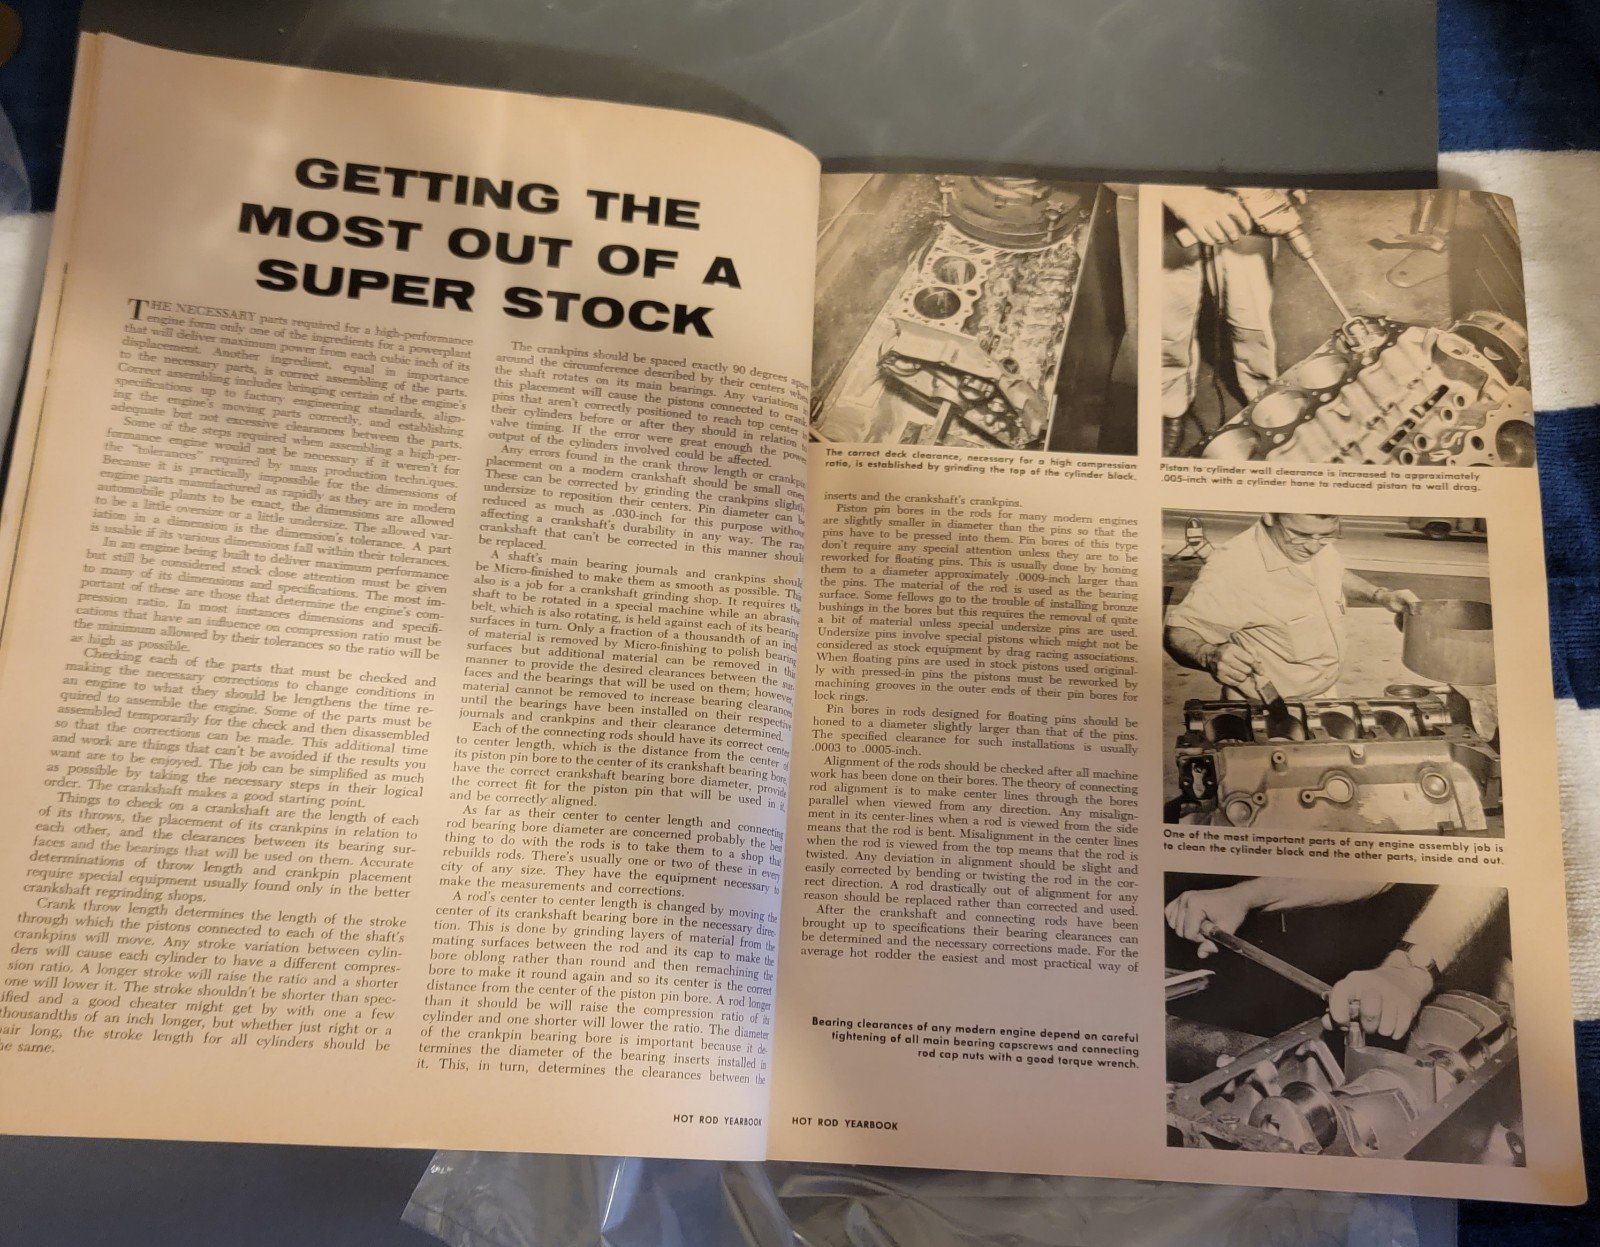 GETTING THE
MOST OUT OF A
SUPER STOCK
THE NECESSARY parts required for a high-performance
engine form only one of the ingredients for a powerplant
that will deliver maximum power from each cubic inch of its
displacement. Another ingredient, equal in importance
to the necessary parts, is correct assembling of the parts.
Correct assembling includes bringing certain of the engine's
specifications up to factory engineering standards, align-
ing the engine's moving parts correctly, and establishing
adequate but not excessive clearances between the parts.
Some of the steps required when assembling a high-per-
formance engine would not be necessary if it weren't for
the "tolerances" required by mass production techniques.
Because it is practically impossible for the dimensions of
engine parts manufactured as rapidly as they are in modern
automobile plants to be exact, the dimensions are allowed
to be a little oversize or a little undersize. The allowed var-
iation in a dimension is the dimension's tolerance. A part
is usable if its various dimensions fall within their tolerances.
In an engine being built to deliver maximum performance
but still be considered stock close attention must be given
to many of its dimensions and specifications. The most im-
portant of these are those that determine the engine's com-
pression ratio. In most instances dimensions and specifi-
cations that have an influence on compression ratio must be
the minimum allowed by their tolerances so the ratio will be
as high as possible.
Checking each of the parts that must be checked and
making the necessary corrections to change conditions in
an engine to what they should be lengthens the time re-
quired to assemble the engine. Some of the parts must be
assembled temporarily for the check and then disassembled
so that the corrections can be made. This additional time
and work are things that can't be avoided if the results you
want are to be enjoyed. The job can be simplified as much
as possible by taking the necessary steps in their logical
order. The crankshaft makes a good starting point.
Things to check on a crankshaft are the length of each
of its throws, the placement of its crankpins in relation to
each other, and the clearances between its bearing sur-
faces and the bearings that will be used on them. Accurate
determinations of throw length and crankpin placement
require special equipment usually found only in the better
crankshaft regrinding shops.
Crank throw length determines the length of the stroke
through which the pistons connected to each of the shaft's
crankpins will move. Any stroke variation between cylin-
ders will cause each cylinder to have a different compres-
sion ratio. A longer stroke will raise the ratio and a shorter
one will lower it. The stroke shouldn't be shorter than spec-
ified and a good cheater might get by with one a few
thousandths of an inch longer, but whether just right or a
air long, the stroke length for all cylinders should be
he same.
The crankpins should be spaced exactly 90 degrees apart
around the circumference described by their centers when
the shaft rotates on its main bearings. Any variations in
this placement will cause the pistons connected to crank
pins that aren't correctly positioned to reach top center in
their cylinders before or after they should in relation to
valve timing. If the error were great enough the power
output of the cylinders involved could be affected.
Any errors found in the crank throw length or crankpin
placement on a modern crankshaft should be small ones.
These can be corrected by grinding the crankpins slightly
undersize to reposition their centers. Pin diameter can be
reduced as much as .030-inch for this purpose without
affecting a crankshaft's durability in any way. The rare
crankshaft that can't be corrected in this manner should
be replaced.
A shaft's main bearing journals and crankpins should
be Micro-finished to make them as smooth as possible. This
also is a job for a crankshaft grinding shop. It requires the
shaft to be rotated in a special machine while an abrasive
belt, which is also rotating, is held against each of its bearing
surfaces in turn. Only a fraction of a thousandth of an inch
of material is removed by Micro-finishing to polish bearing
surfaces but additional material can be removed in this
manner to provide the desired clearances between the sur-
faces and the bearings that will be used on them; however,
material cannot be removed to increase bearing clearances
until the bearings have been installed on their respective
journals and crankpins and their clearance determined.
Each of the connecting rods should have its correct center
to center length, which is the distance from the center of
its piston pin bore to the center of its crankshaft bearing bore,
have the correct crankshaft bearing bore diameter, provide
the correct fit for the piston pin that will be used in it,
and be correctly aligned.
As far as their center to center length and connecting
rod bearing bore diameter are concerned probably the best
thing to do with the rods is to take them to a shop that
rebuilds rods. There's usually one or two of these in every
city of any size. They have the equipment necessary to
make the measurements and corrections.
A rod's center to center length is changed by moving the
center of its crankshaft bearing bore in the necessary direc-
tion. This is done by grinding layers of material from the
mating surfaces between the rod and its cap to make the
bore oblong rather than round and then remachining the
bore to make it round again and so its center is the correct
distance from the center of the piston pin bore. A rod longer
than it should be will raise the compression ratio of its
cylinder and one shorter will lower the ratio. The diameter
of the crankpin bearing bore is important because it de-
termines the diameter of the bearing inserts installed in
it. This, in turn, determines the clearances between the
HOT ROD YEARBOOK
The correct deck clearance, necessary for a high compression
ratio, is established by grinding the top of the cylinder block.
Piston to cylinder wall clearance is increased to approximately
.005-inch with a cylinder hone to reduced piston to wall drag.
inserts and the crankshaft's crankpins.
Piston pin bores in the rods for many modern engines
are slightly smaller in diameter than the pins so that the
pins have to be pressed into them. Pin bores of this type
don't require any special attention unless they are to be
reworked for floating pins. This is usually done by honing
them to a diameter approximately .0009-inch larger than
the pins. The material of the rod is used as the bearing
surface. Some fellows go to the trouble of installing bronze
bushings in the bores but this requires the removal of quite
a bit of material unless special undersize pins are used.
Undersize pins involve special pistons which might not be
considered as stock equipment by drag racing associations.
When floating pins are used in stock pistons used original-
ly with pressed-in pins the pistons must be reworked by
machining grooves in the outer ends of their pin bores for
lock rings.
Pin bores in rods designed for floating pins should be
honed to a diameter slightly larger than that of the pins.
The specified clearance for such installations is usually
.0003 to .0005-inch.
Alignment of the rods should be checked after all machine
work has been done on their bores. The theory of connecting
rod alignment is to make center lines through the bores
parallel when viewed from any direction. Any misalign-
ment in its center-lines when a rod is viewed from the side
means that the rod is bent. Misalignment in the center lines
when the rod is viewed from the top means that the rod is
twisted. Any deviation in alignment should be slight and
easily corrected by bending or twisting the rod in the cor-
rect direction. A rod drastically out of alignment for any
reason should be replaced rather than corrected and used.
After the crankshaft and connecting rods have been
brought up to specifications their bearing clearances can
be determined and the necessary corrections made. For the
average hot rodder the easiest and most practical way of
One of the most important parts of any engine assembly job is
to clean the cylinder block and the other parts, inside and out.
Bearing clearances of any modern engine depend on careful
tightening of all main bearing capscrews and connecting
rod cap nuts with a good torque wrench.
HOT ROD YEARBOOK